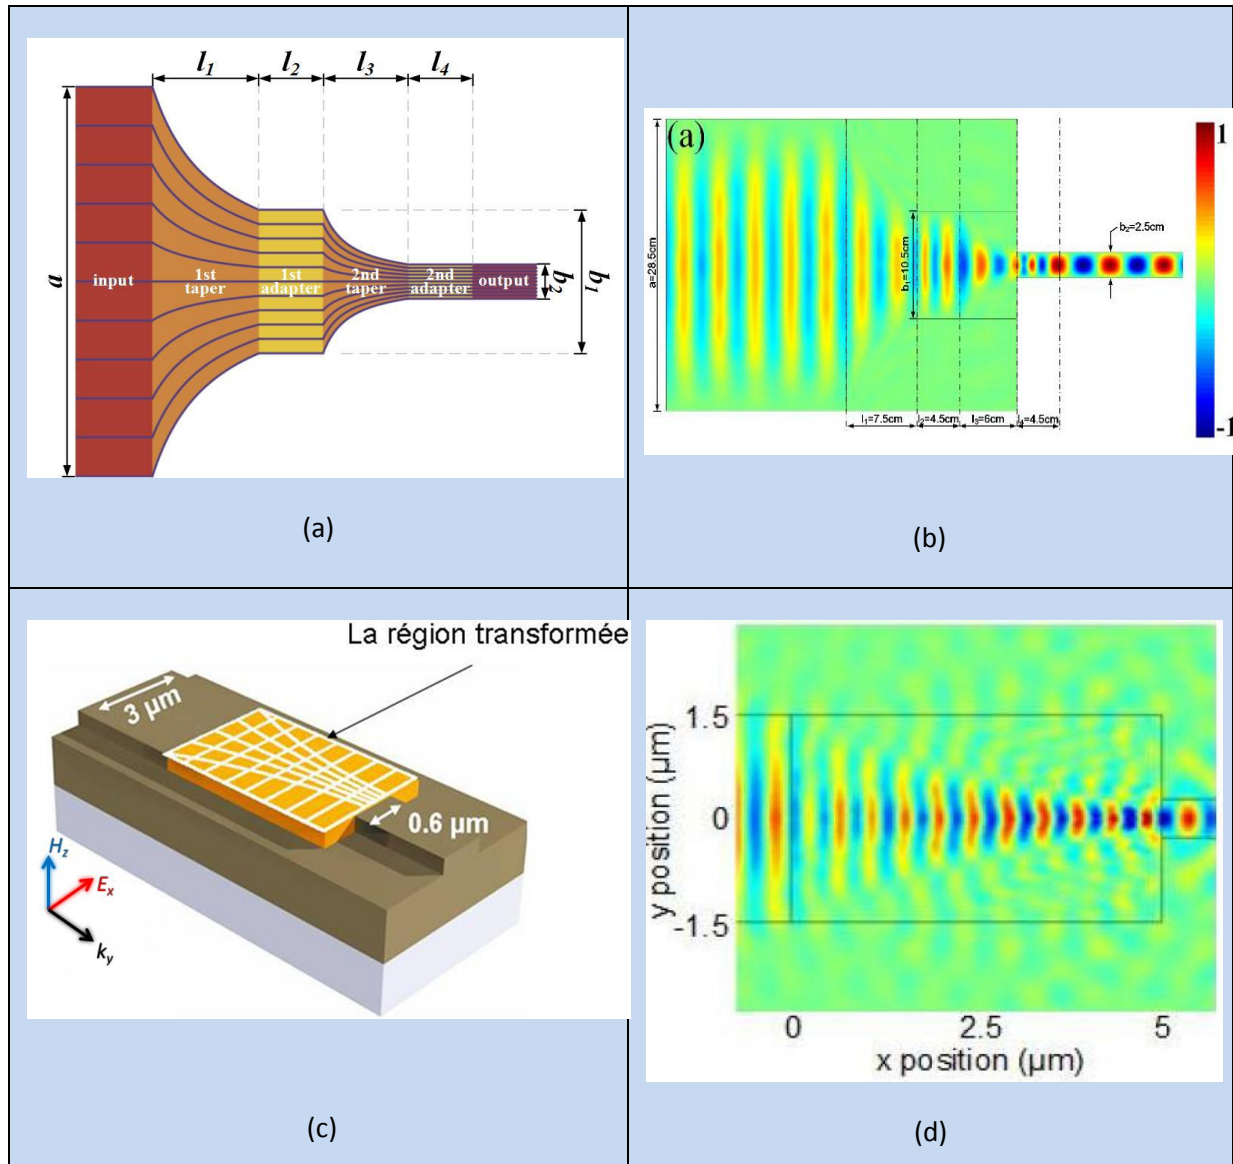 l₁ l₂ l₃ l₄
a
input
1st
taper
1st
adapter
2nd
taper
2nd
adapter
output
b₂
b₁
(a)
(a)
a=28.5cm
b₁=10.5cm
b₂=2.5cm
l₁=7.5cm
l₂=4.5cm
l₃=6cm
l₄=4.5cm
1
-1
(b)
La région transformée
3 µm
0.6 µm
Hz
Ex
ky
(c)
y position (µm)
1.5
0
-1.5
0 2.5 5
x position (µm)
(d)